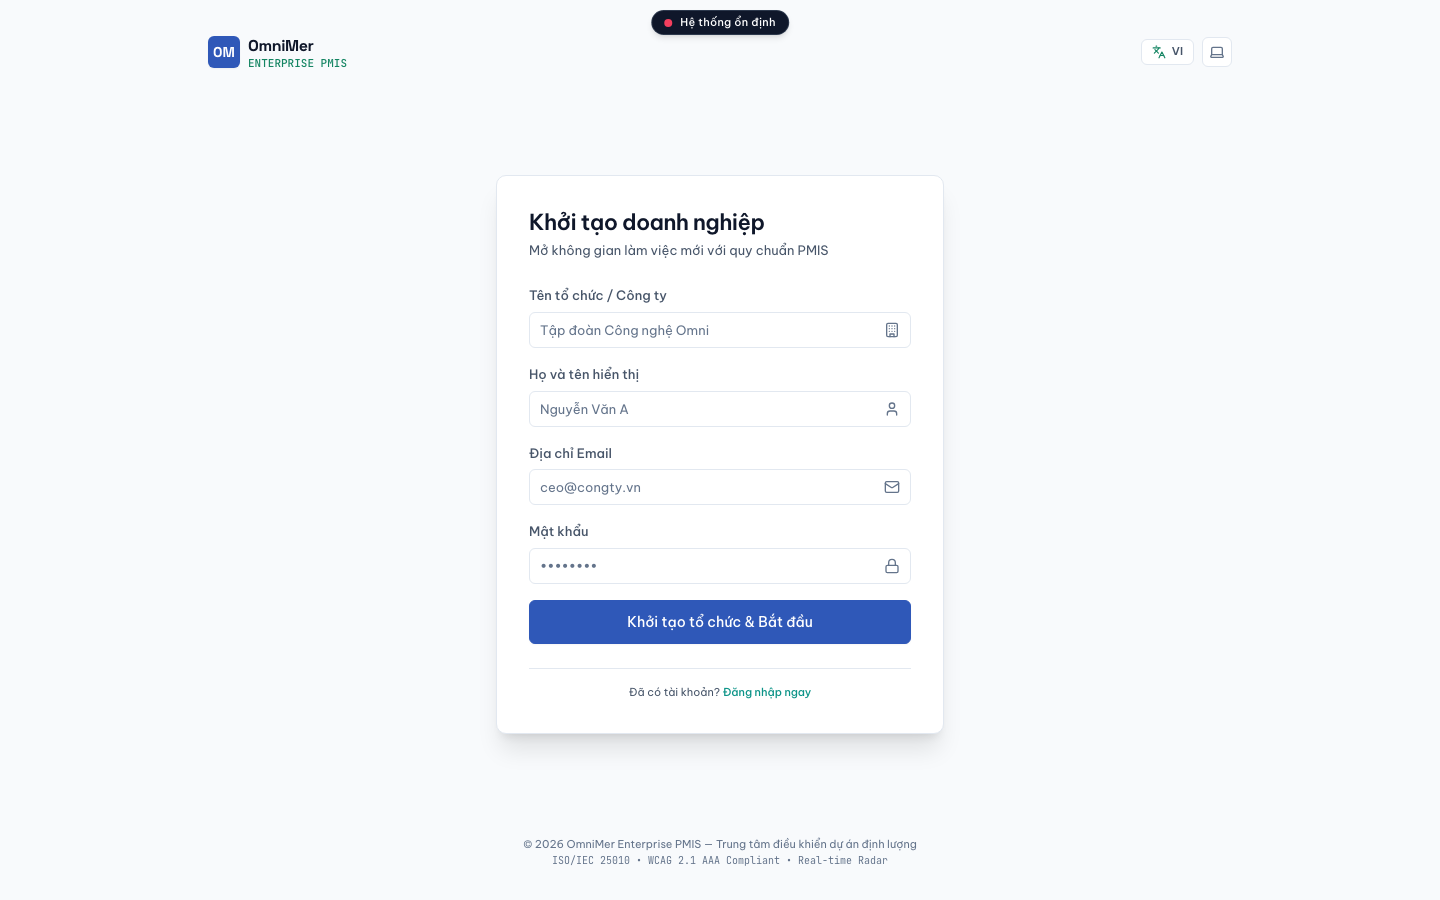 Hệ thống ổn định
OM
OmniMer
ENTERPRISE PMIS
VI
Khởi tạo doanh nghiệp
Mở không gian làm việc mới với quy chuẩn PMIS
Tên tổ chức / Công ty
Tập đoàn Công nghệ Omni
Họ và tên hiển thị
Nguyễn Văn A
Địa chỉ Email
ceo@congty.vn
Mật khẩu
••••••••
Khởi tạo tổ chức & Bắt đầu
Đã có tài khoản? Đăng nhập ngay
© 2026 OmniMer Enterprise PMIS — Trung tâm điều khiển dự án định lượng
ISO/IEC 25010 • WCAG 2.1 AAA Compliant • Real-time Radar